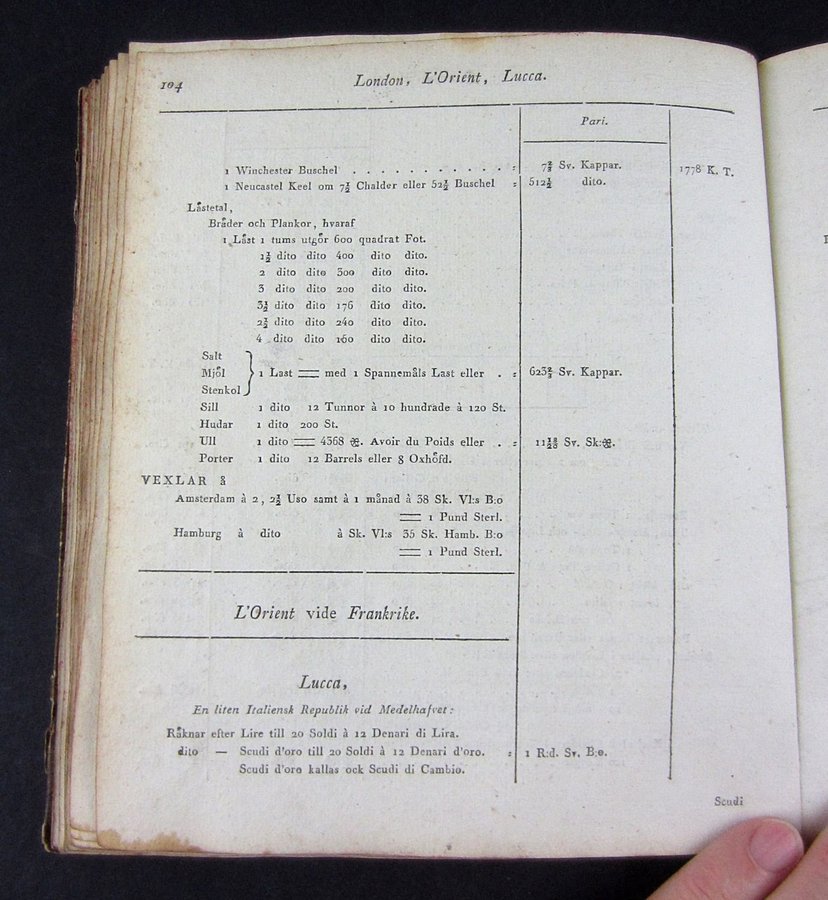 104
London, L'Orient, Lucca.
Pari.
1 Winchester Buschel . . . . . . . . . . . : 7⅔ Sv. Kappar. 1778 K. T.
1 Neucastel Keel om 7½ Chalder eller 52½ Buschel : 512½ dito.
Låstetal,
Bråder och Plankor, hvaraf
1 Låst 1 tums utgör 600 quadrat Fot.
1½ dito dito 400 dito dito.
2 dito dito 300 dito dito.
3 dito dito 200 dito dito.
3½ dito dito 176 dito dito.
2½ dito dito 240 dito dito.
4 dito dito 160 dito dito.
Salt
Mjöl } 1 Last == med 1 Spannemåls Last eller . : 623⅔ Sv. Kappar.
Stenkol
Sill 1 dito 12 Tunnor à 10 hundrade à 120 St.
Hudar 1 dito 200 St.
Ull 1 dito == 4368 ℔. Avoir du Poids eller . : Sv. Sk:℔.
Porter 1 dito 12 Barrels eller 8 Oxhöfd.
VEXLAR å
Amsterdam à 2, 2½ Uso samt à 1 månad à 38 Sk. Vl:s B:o
== 1 Pund Sterl.
Hamburg à dito à Sk. Vl:s 35 Sk. Hamb. B:o
== 1 Pund Sterl.
L'Orient vide Frankrike.
Lucca,
En liten Italiensk Republik vid Medelhafvet:
Råknar efter Lire till 20 Soldi à 12 Denari di Lira.
dito — Scudi d'oro till 20 Soldi à 12 Denari d'oro. : 1 R:d. Sv. B:o.
Scudi d'oro kallas ock Scudi di Cambio.
Scudi